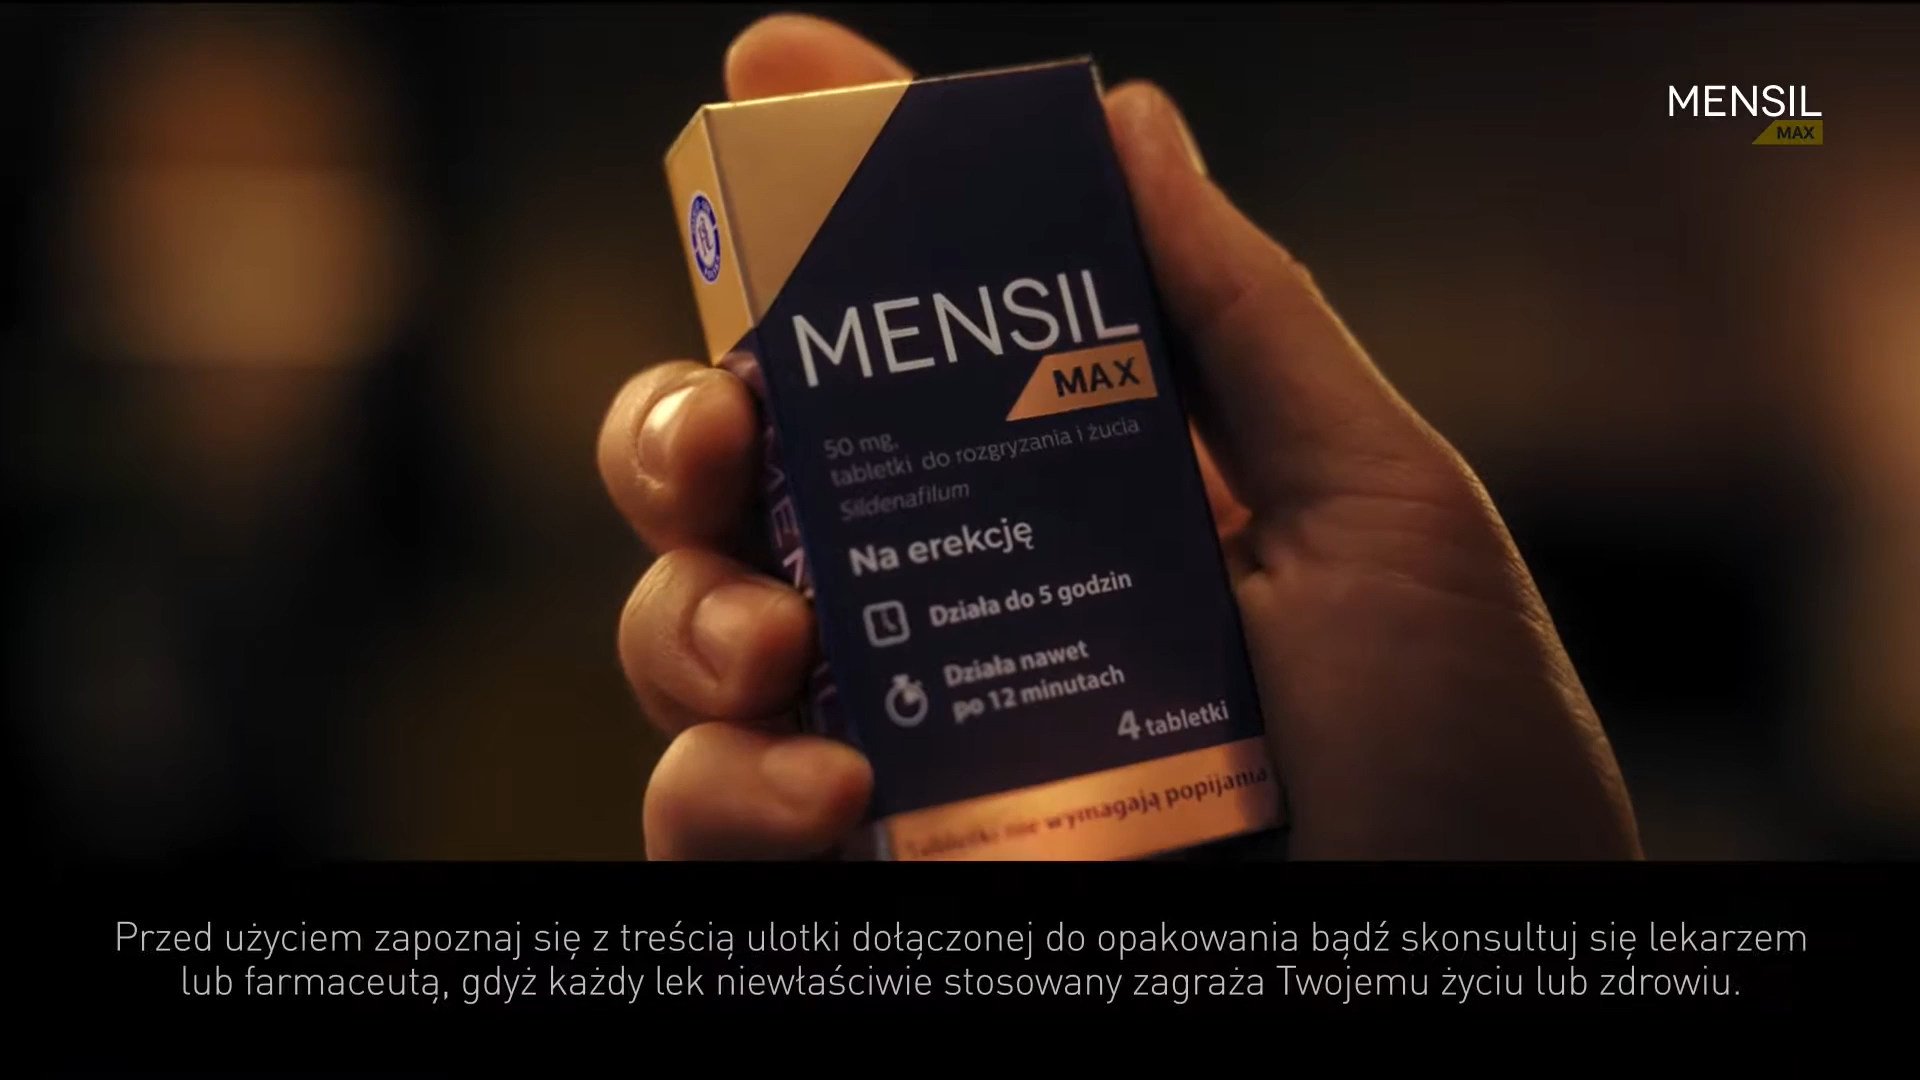 MENSIL
MAX
MENSIL
MAX
50 mg.
tabletki do rozgryzania i żucia
Sildenafilum
Na erekcję
Działa do 5 godzin
Działa nawet
po 12 minutach
4 tabletki
Tabletki nie wymagają popijania
Przed użyciem zapoznaj się z treścią ulotki dołączonej do opakowania bądź skonsultuj się lekarzem
lub farmaceutą, gdyż każdy lek niewłaściwie stosowany zagraża Twojemu życiu lub zdrowiu.